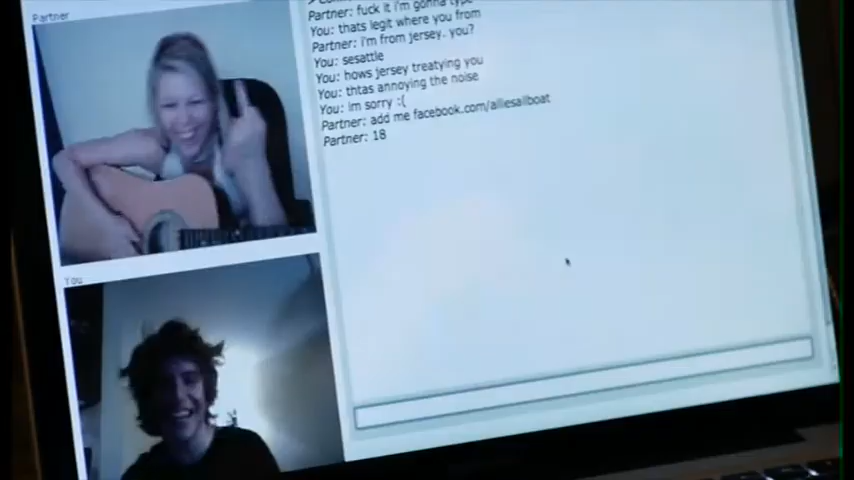 Partner
Partner: fuck it i'm gonna type
You: thats legit where you from
Partner: i'm from jersey. you?
You: sesattle
You: hows jersey treatying you
You: thtas annoying the noise
You: im sorry :(
Partner: add me facebook.com/alliesailboat
Partner: 18
You